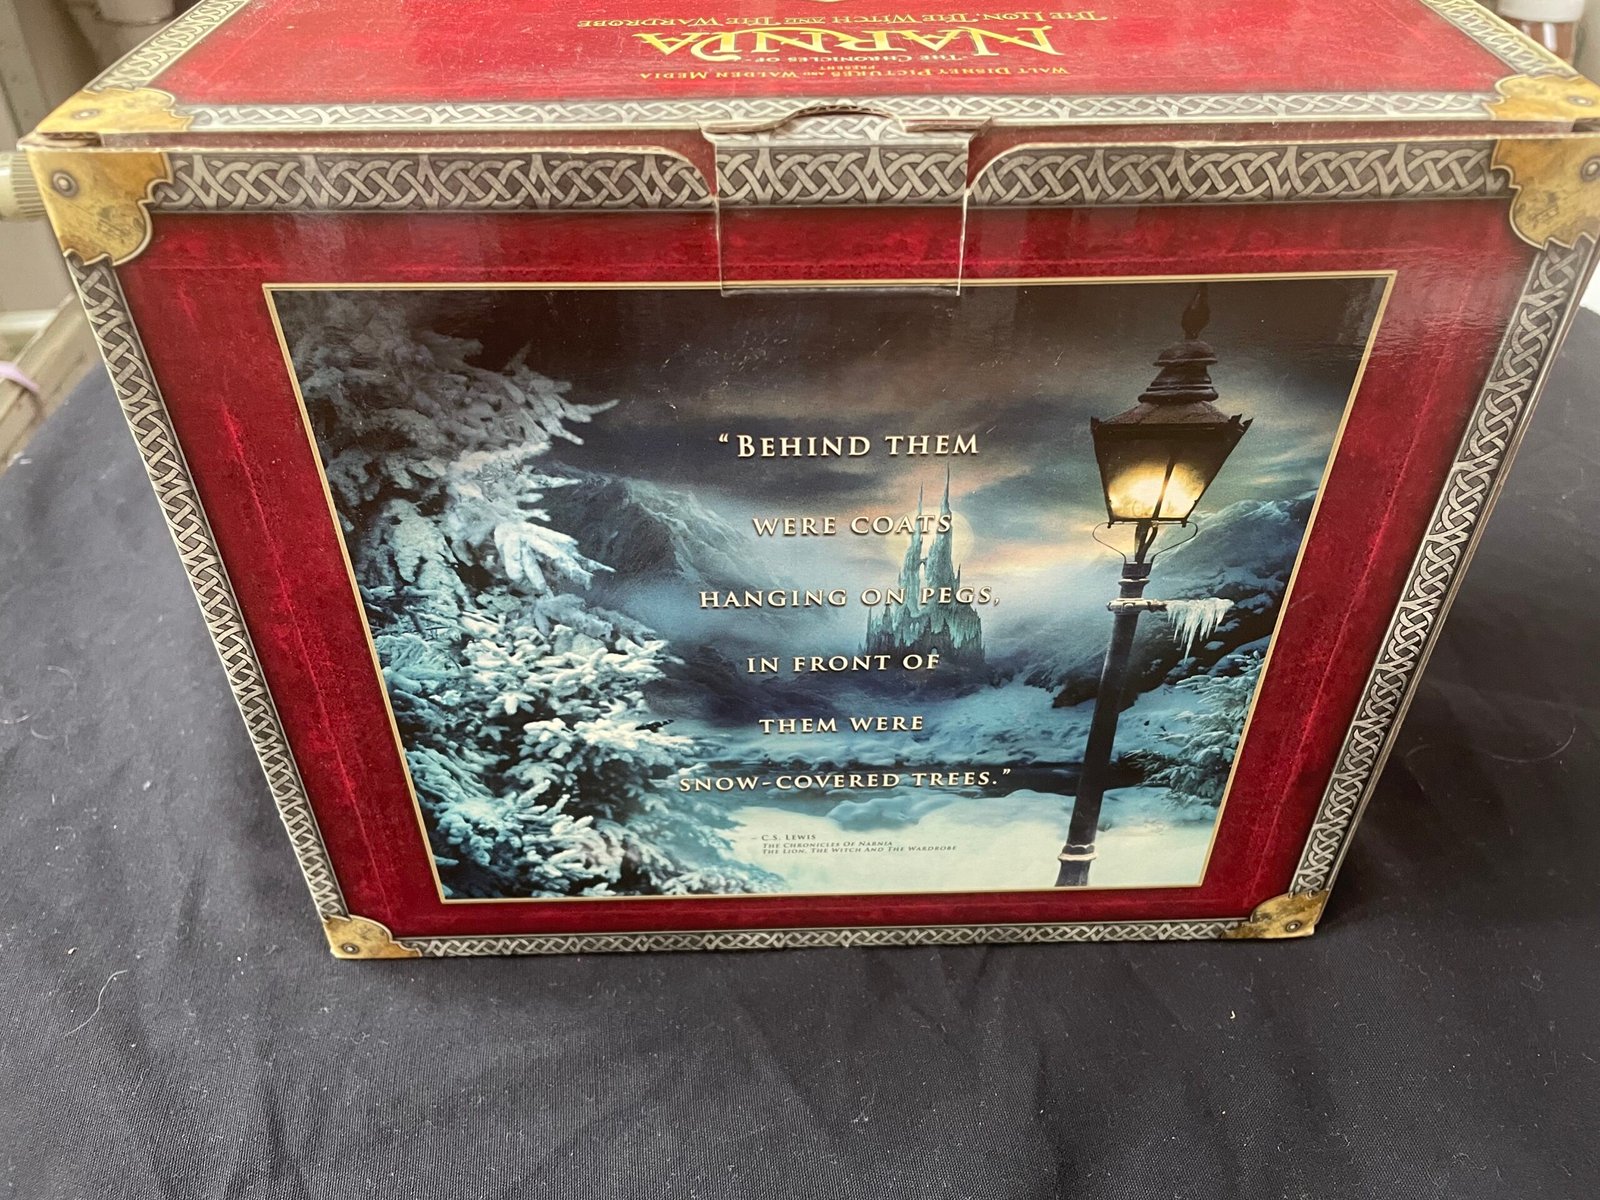 WALT DISNEY PICTURES AND WALDEN MEDIA
PRESENT
THE CHRONICLES OF
NARNIA
THE LION, THE WITCH AND THE WARDROBE
“BEHIND THEM
WERE COATS
HANGING ON PEGS,
IN FRONT OF
THEM WERE
SNOW-COVERED TREES.”
– C.S. LEWIS
THE CHRONICLES OF NARNIA
THE LION, THE WITCH AND THE WARDROBE